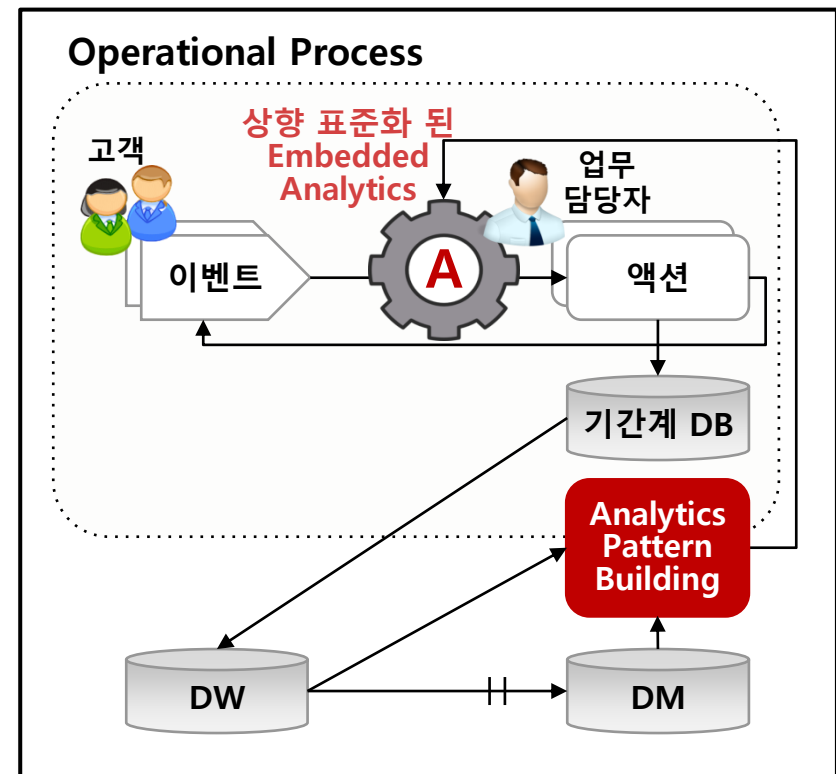 Operational Process
상향 표준화 된
Embedded
Analytics
고객
업무
담당자
이벤트
A
액션
기간계 DB
Analytics
Pattern
Building
DW
DM